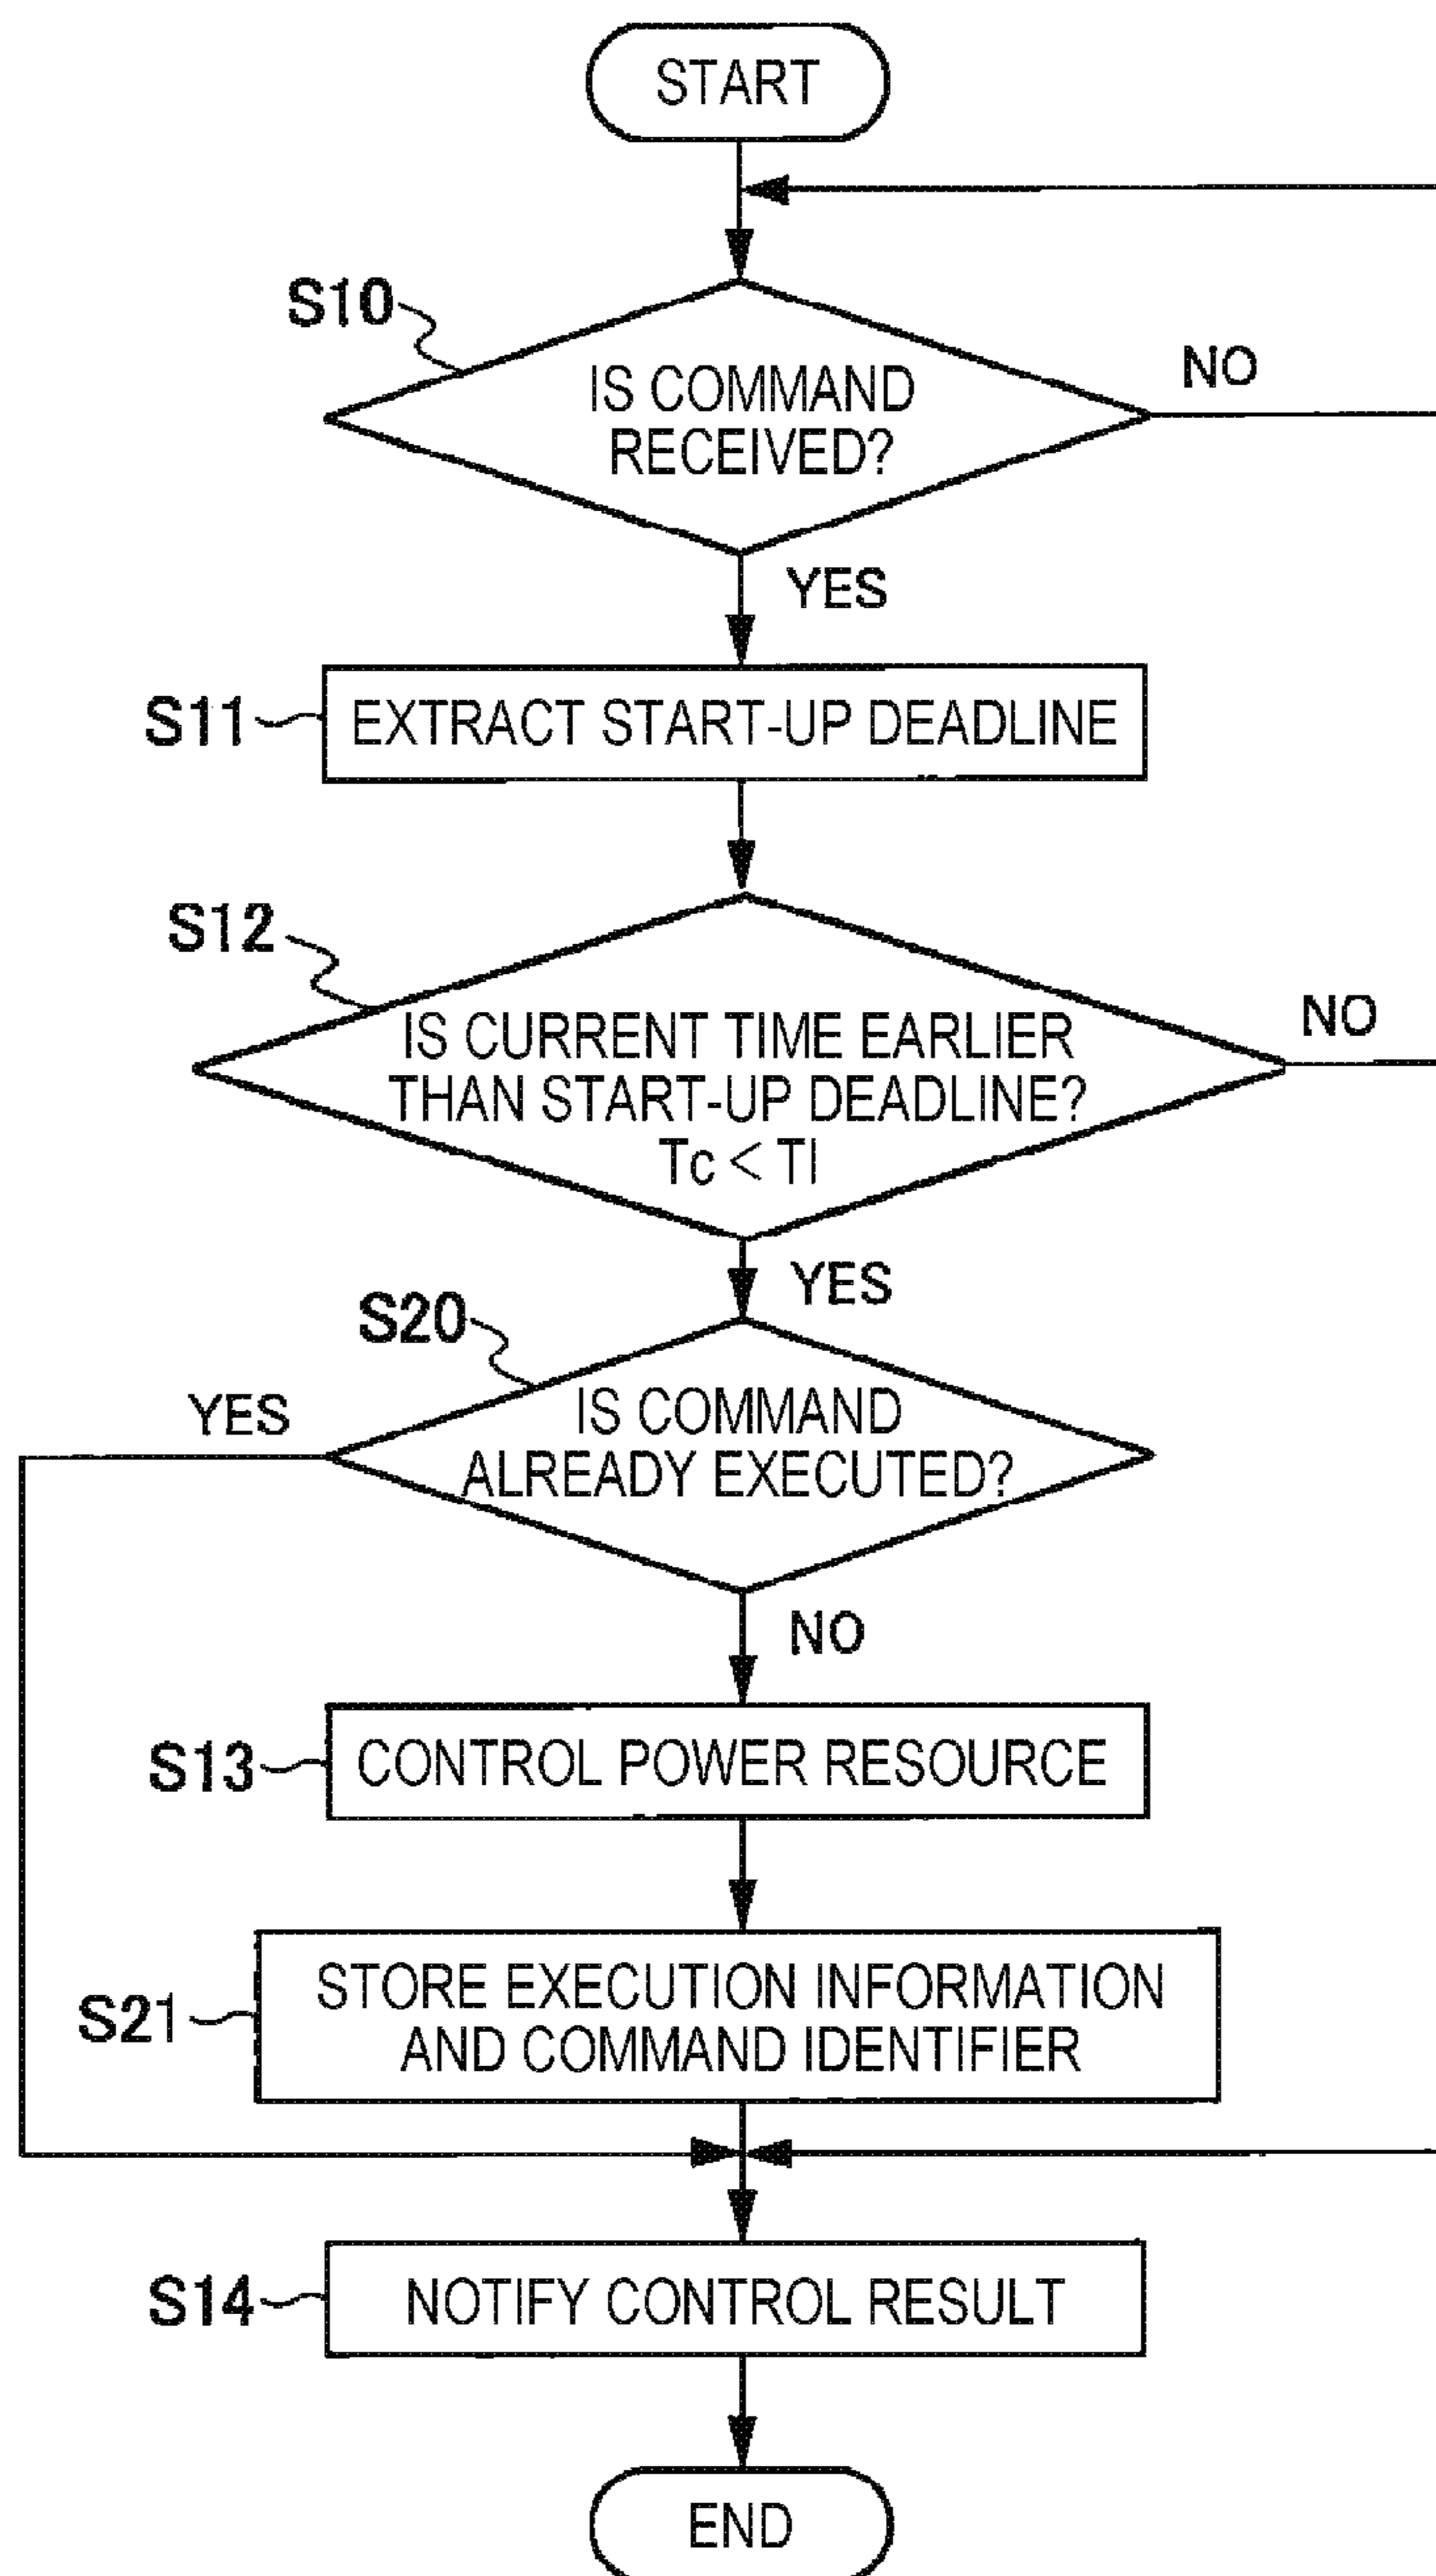 START
S10
IS COMMAND
RECEIVED?
NO
YES
S11
EXTRACT START-UP DEADLINE
S12
IS CURRENT TIME EARLIER
THAN START-UP DEADLINE?
Tc < Tl
NO
YES
S20
IS COMMAND
ALREADY EXECUTED?
YES
NO
S13
CONTROL POWER RESOURCE
S21
STORE EXECUTION INFORMATION
AND COMMAND IDENTIFIER
S14
NOTIFY CONTROL RESULT
END